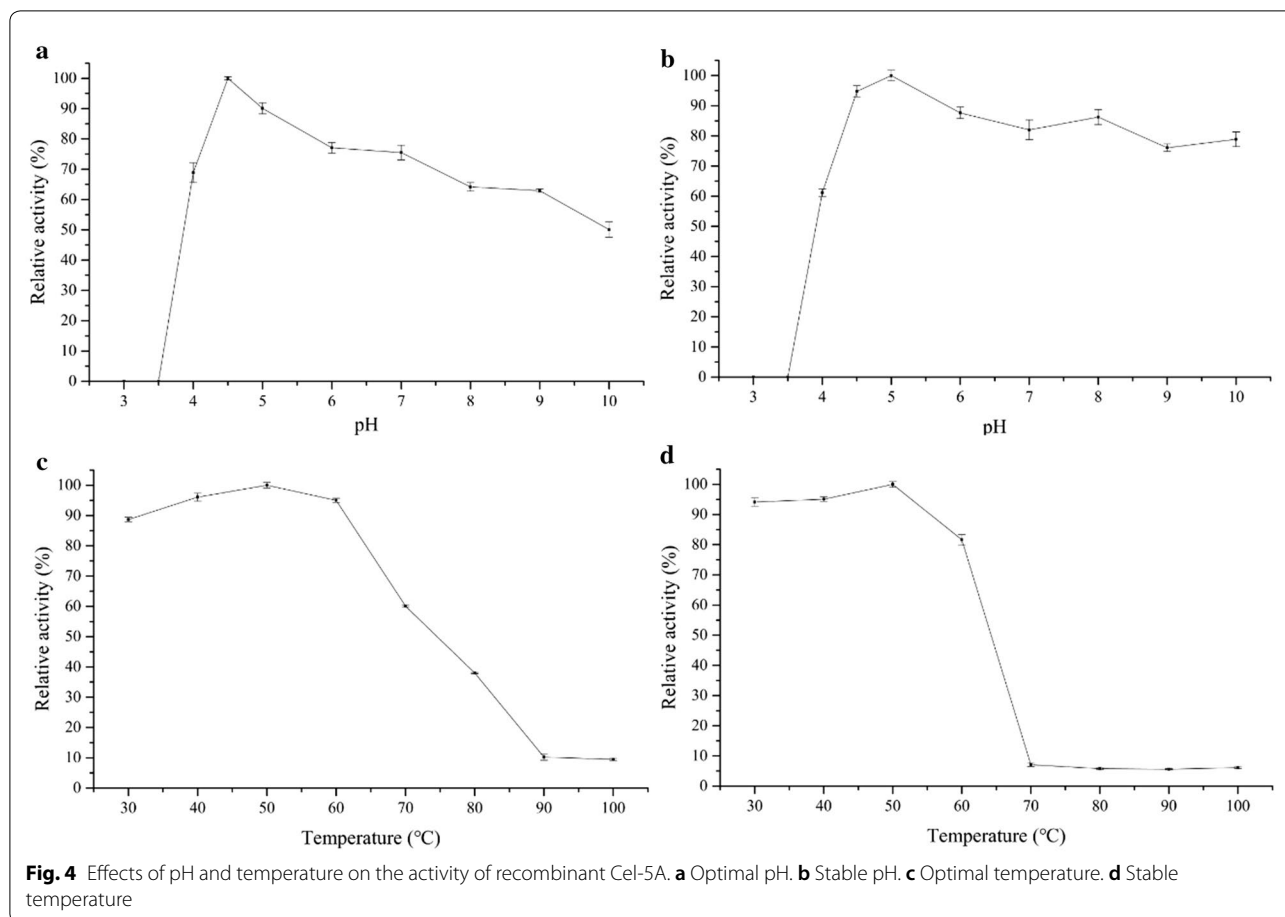 a
100
90
80
70
60
50
40
30
20
10
0
Relative activity (%)
3 4 5 6 7 8 9 10
pH
b
100
90
80
70
60
50
40
30
20
10
0
Relative activity (%)
3 4 5 6 7 8 9 10
pH
c
100
90
80
70
60
50
40
30
20
10
0
Relative activity (%)
30 40 50 60 70 80 90 100
Temperature (℃)
d
100
90
80
70
60
50
40
30
20
10
0
Relative activity (%)
30 40 50 60 70 80 90 100
Temperature (℃)
Fig. 4 Effects of pH and temperature on the activity of recombinant Cel-5A. a Optimal pH. b Stable pH. c Optimal temperature. d Stable
temperature